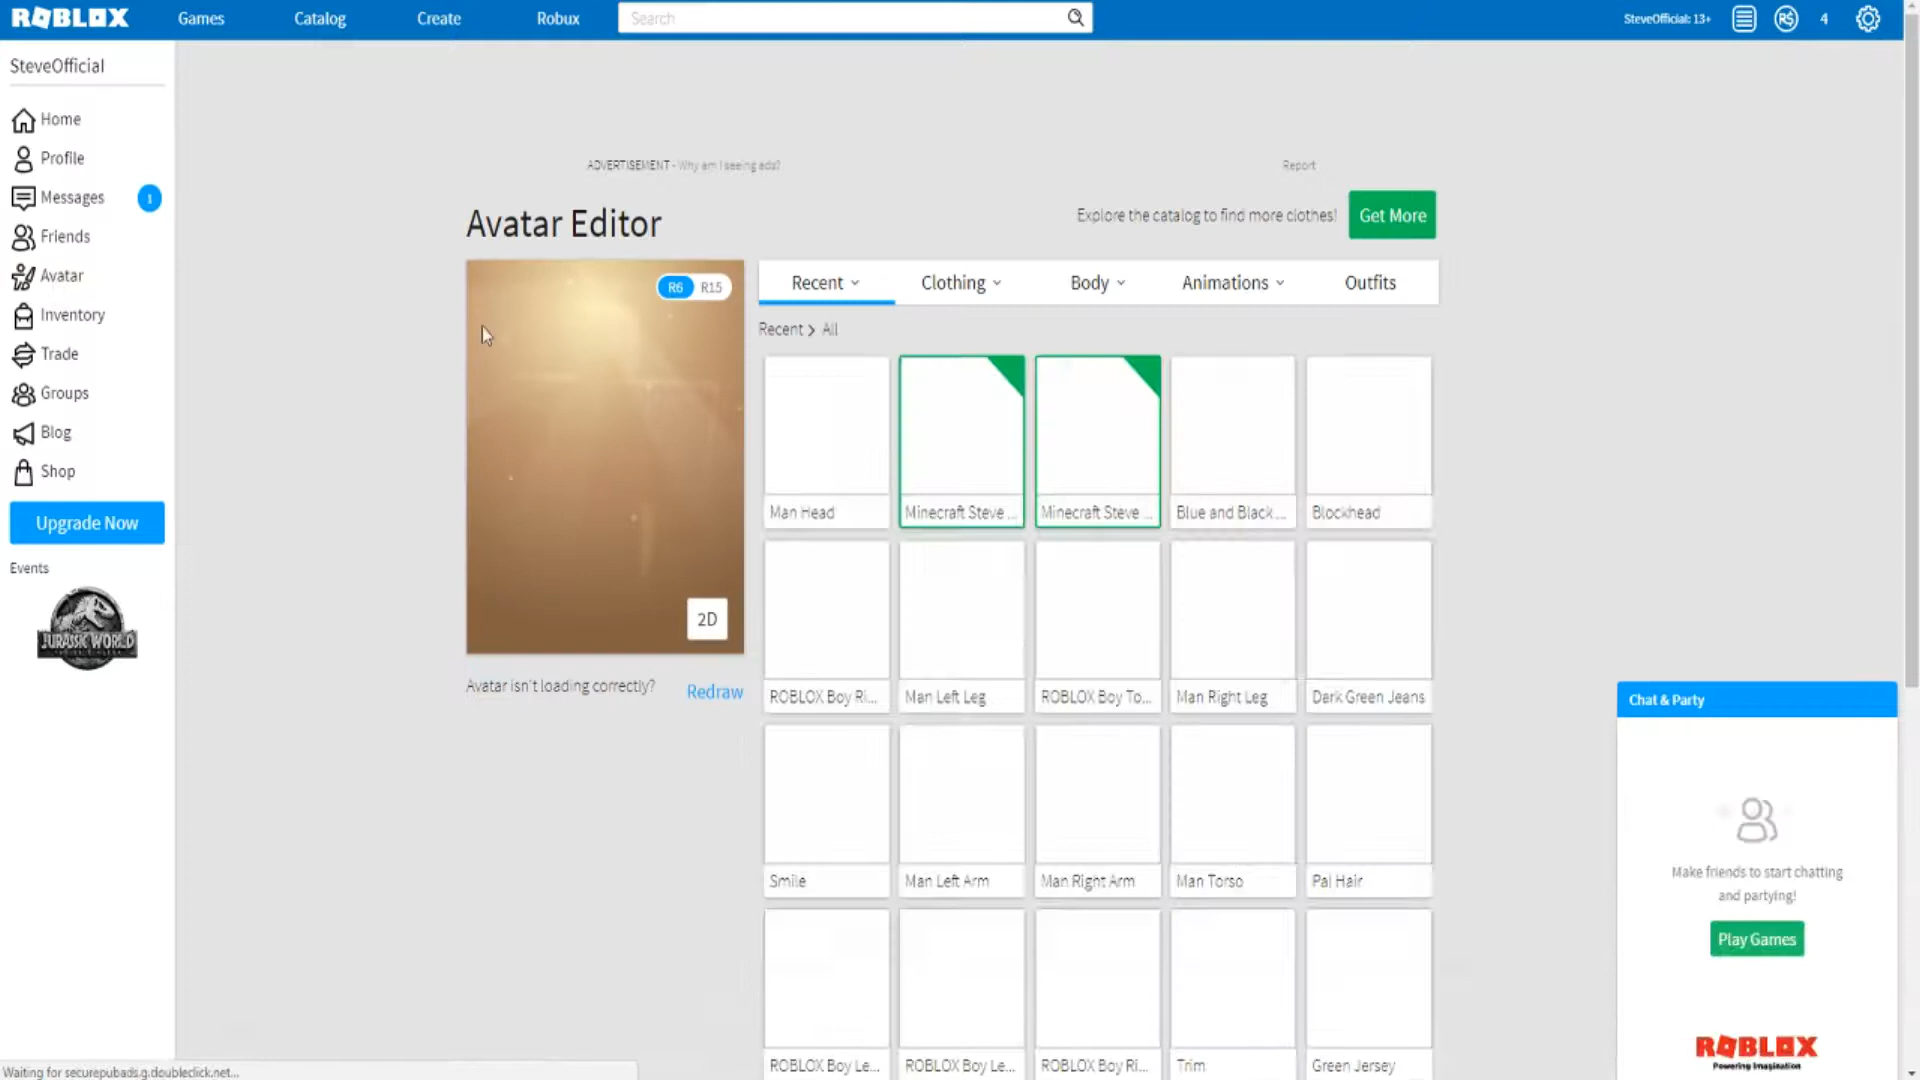 ROBLOX Games Catalog Create Robux Search SteveOfficial: 13+ R$ 4
SteveOfficial
Home
Profile
Messages 1
Friends
Avatar
Inventory
Trade
Groups
Blog
Shop
Upgrade Now
Events
JURASSIC WORLD
ADVERTISEMENT - Why am I seeing ads? Report
Avatar Editor
Explore the catalog to find more clothes! Get More
R6 R15
2D
Avatar isn't loading correctly? Redraw
Recent Clothing Body Animations Outfits
Recent > All
Man Head Minecraft Steve ... Minecraft Steve ... Blue and Black ... Blockhead
ROBLOX Boy Ri... Man Left Leg ROBLOX Boy To... Man Right Leg Dark Green Jeans
Smile Man Left Arm Man Right Arm Man Torso Pal Hair
ROBLOX Boy Le... ROBLOX Boy Le... ROBLOX Boy Ri... Trim Green Jersey
Chat & Party
Make friends to start chatting
and partying!
Play Games
ROBLOX
Powering Imagination
Waiting for securepubads.g.doubleclick.net...